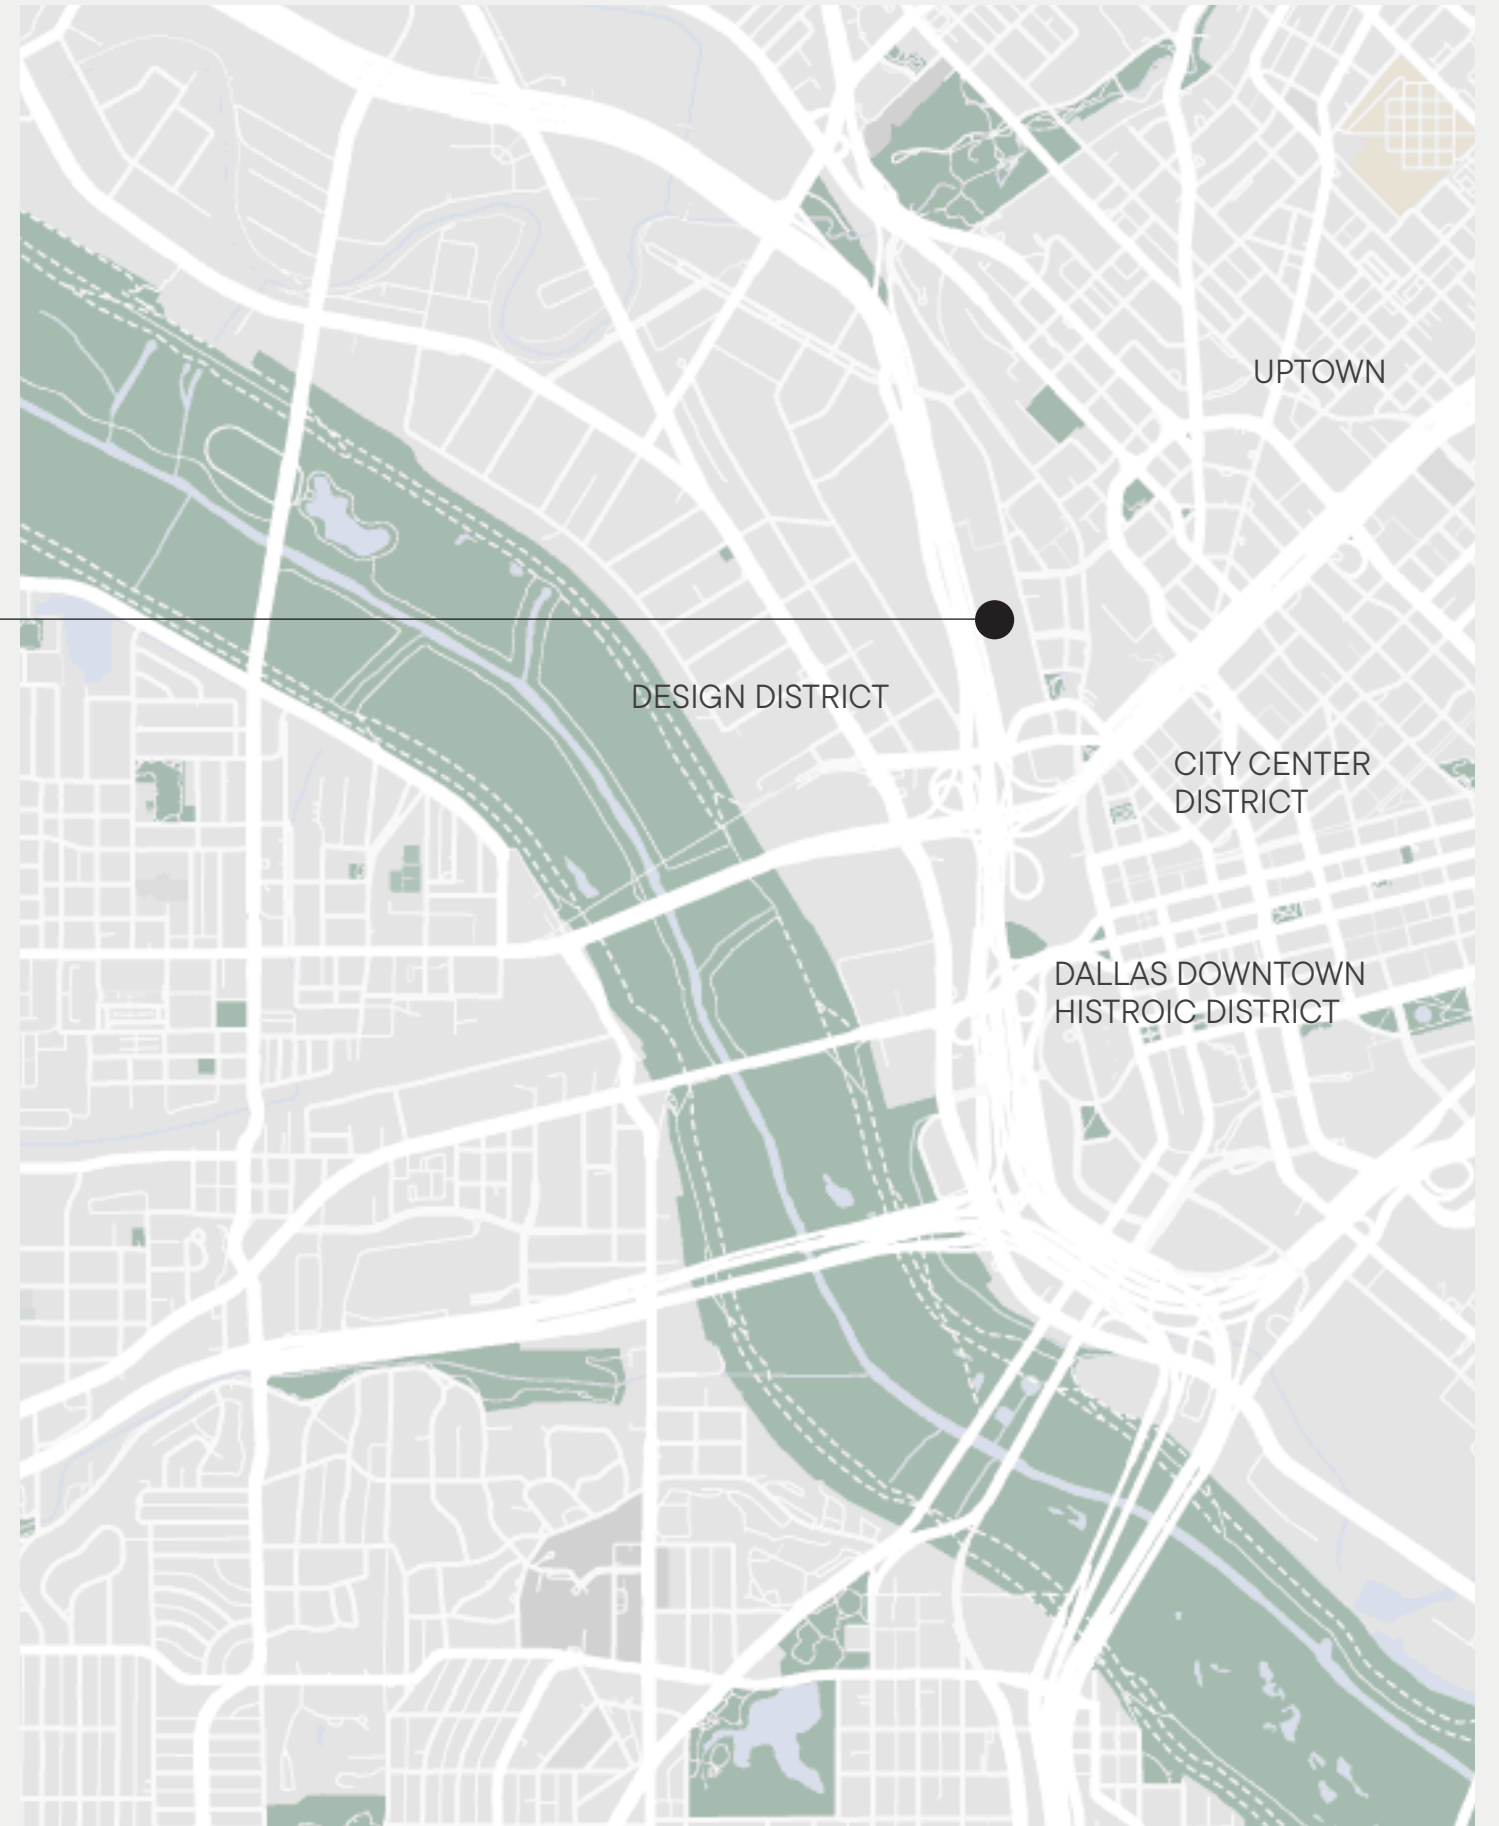 UPTOWN
DESIGN DISTRICT
CITY CENTER
DISTRICT
DALLAS DOWNTOWN
HISTROIC DISTRICT